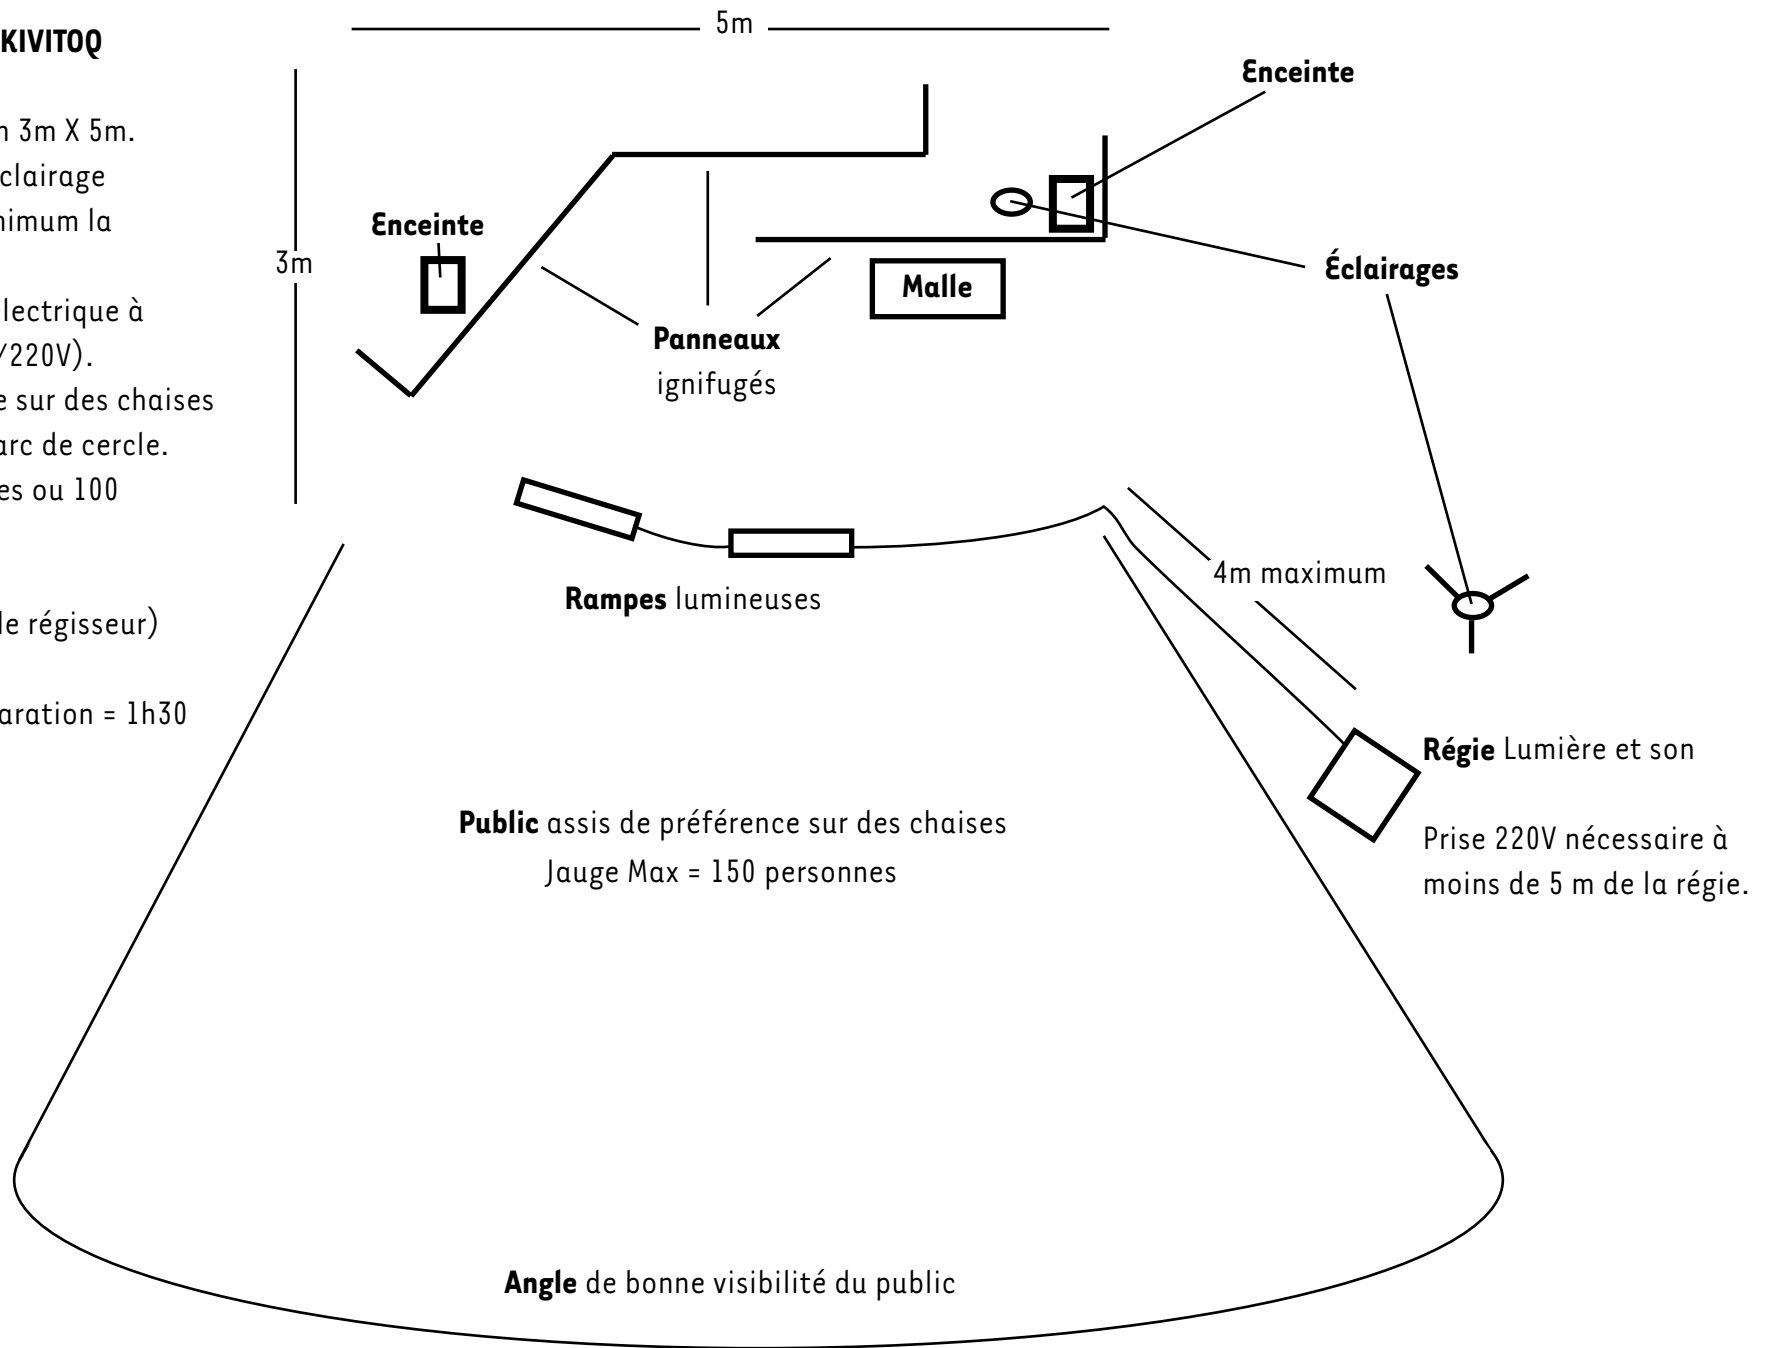 KIVITOQ
3m X 5m.
clairage
nimum la
lectrique à
/220V).
e sur des chaises
arc de cercle.
es ou 100
le régisseur)
aration = 1h30
5m
3m
Enceinte
Enceinte
Éclairages
Malle
Panneaux
ignifugés
Rampes lumineuses
4m maximum
Régie Lumière et son
Prise 220V nécessaire à
moins de 5 m de la régie.
Public assis de préférence sur des chaises
Jauge Max = 150 personnes
Angle de bonne visibilité du public